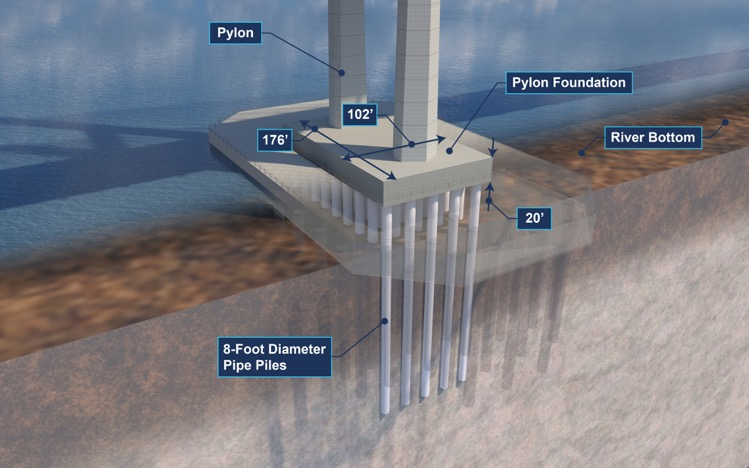 Pylon
102’
Pylon Foundation
176’
River Bottom
20’
8-Foot Diameter
Pipe Piles